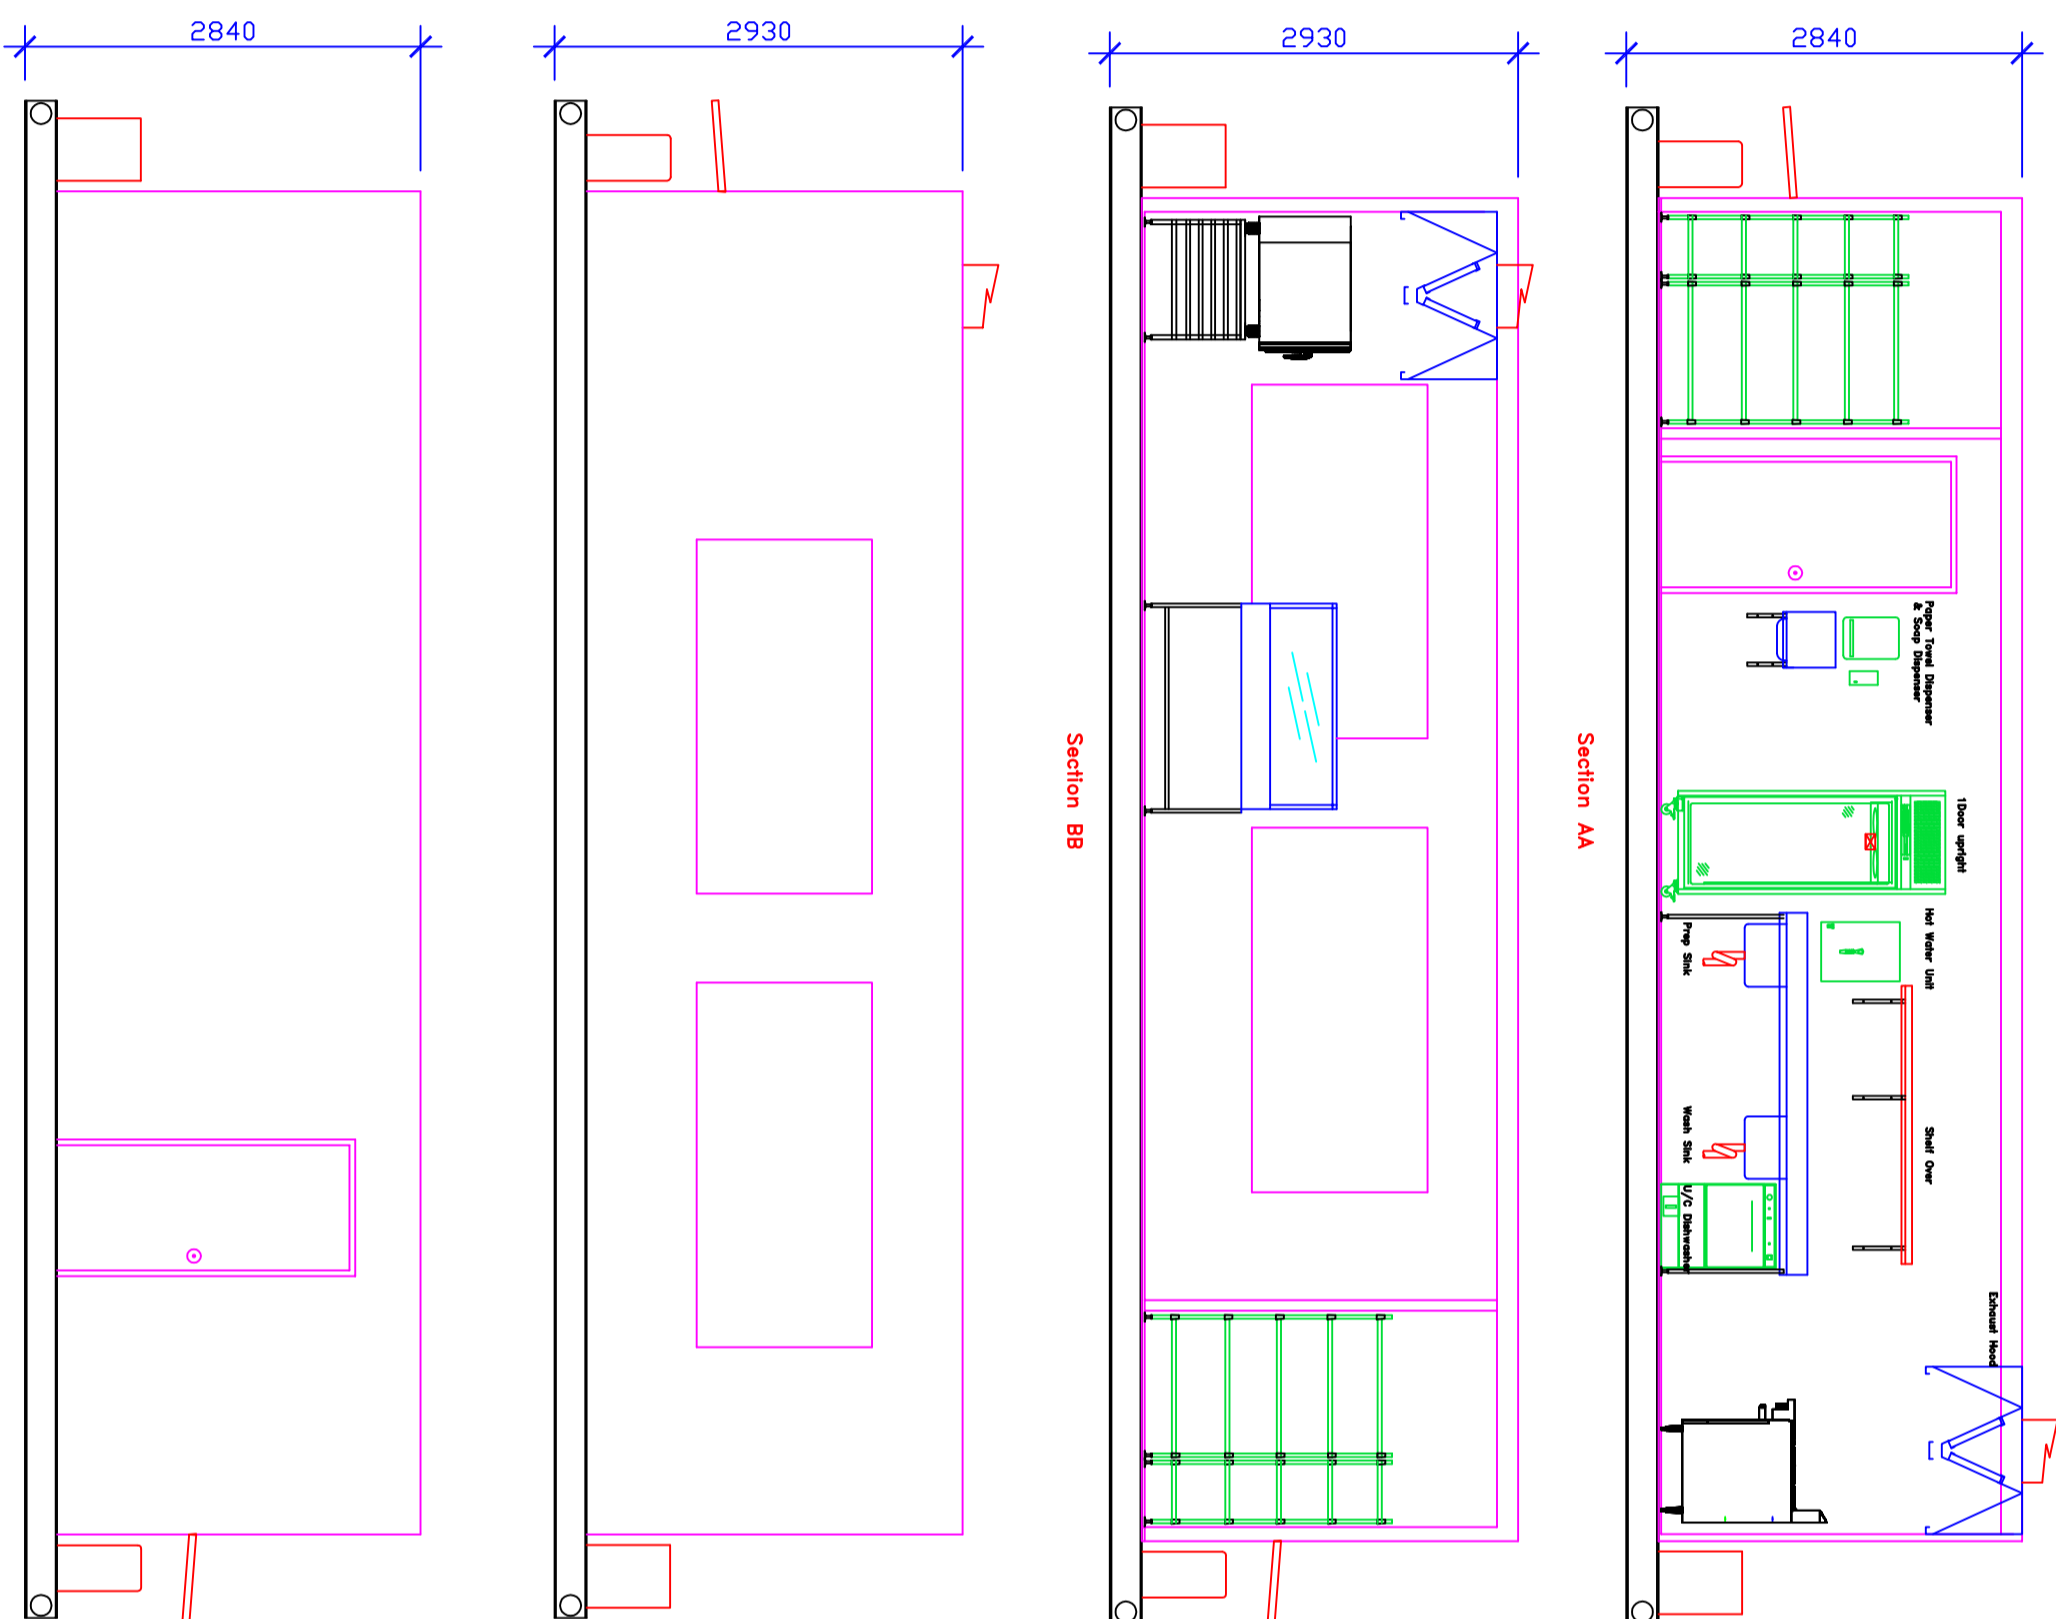 2840
2930
2930
2840
Section BB
Section AA
Paper Towel Dispenser
& Soap Dispenser
1Door upright
Hot Water Unit
Prep Sink
Shelf Over
Wash Sink
U/C Dishwasher
Exhaust Hood